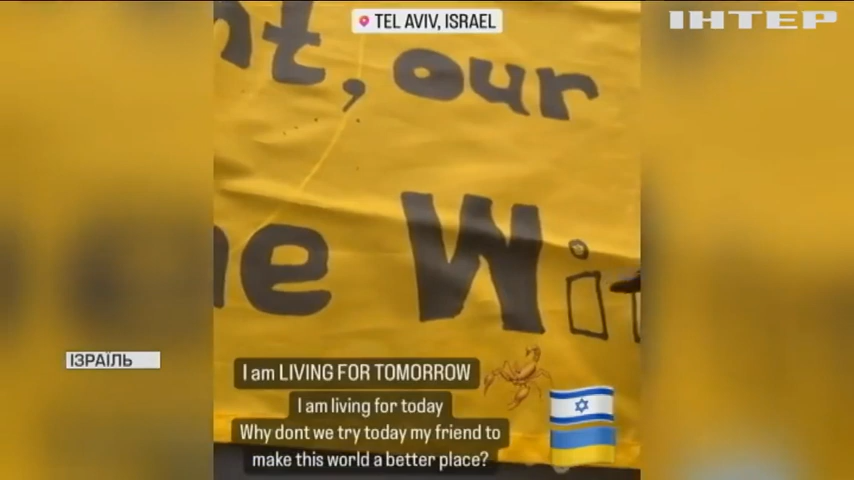 TEL AVIV, ISRAEL
ІНТЕР
t, our
e Wi
ІЗРАЇЛЬ
I am LIVING FOR TOMORROW
I am living for today
Why dont we try today my friend to
make this world a better place?